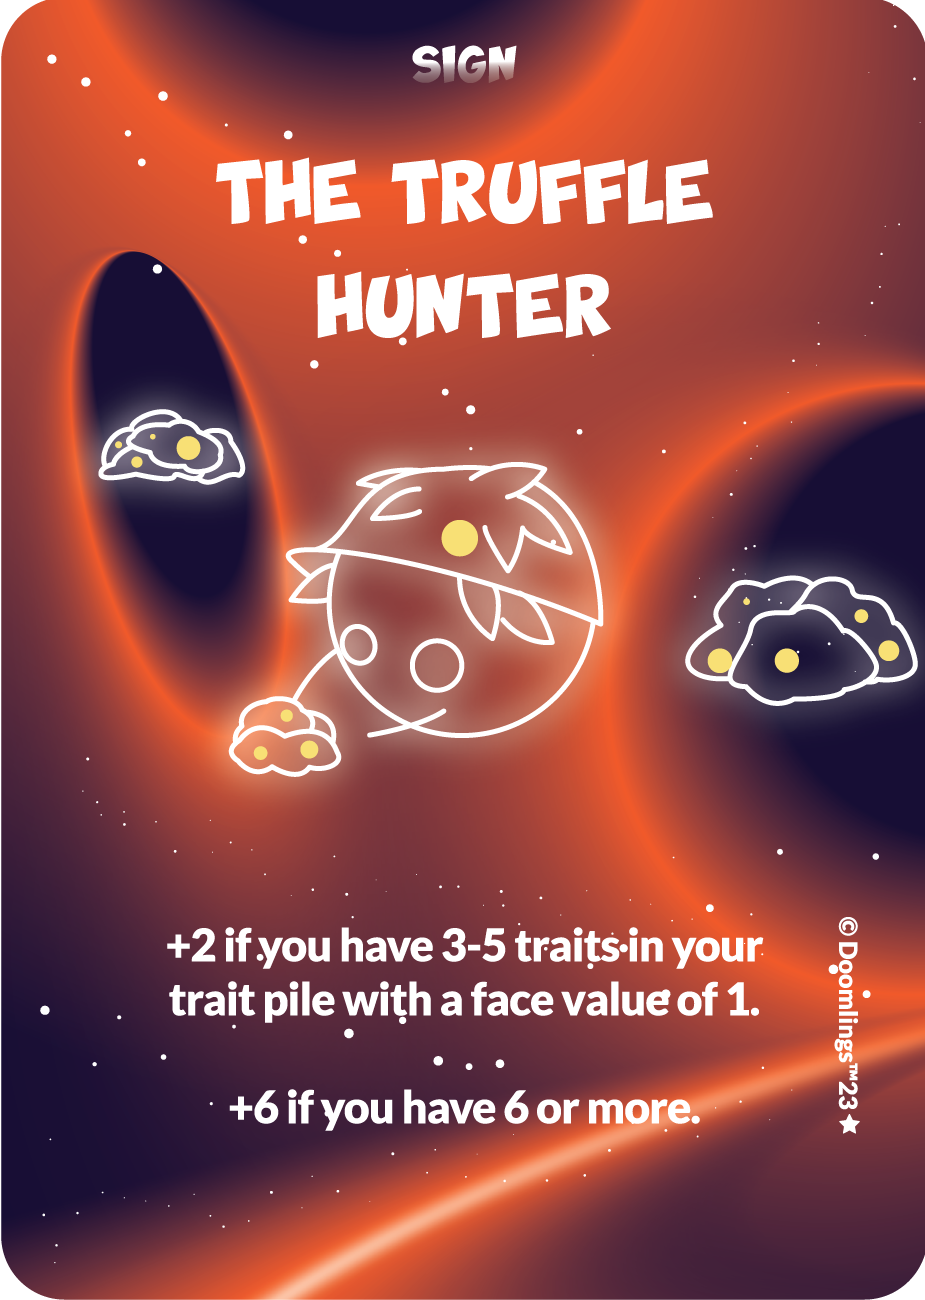 SIGN
THE TRUFFLE
HUNTER
+2 if you have 3-5 traits in your
trait pile with a face value of 1.
+6 if you have 6 or more.
© Doomlings™23 ★